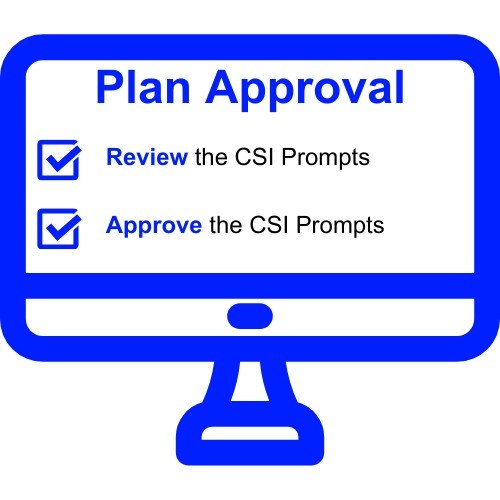 Plan Approval
Review the CSI Prompts
Approve the CSI Prompts